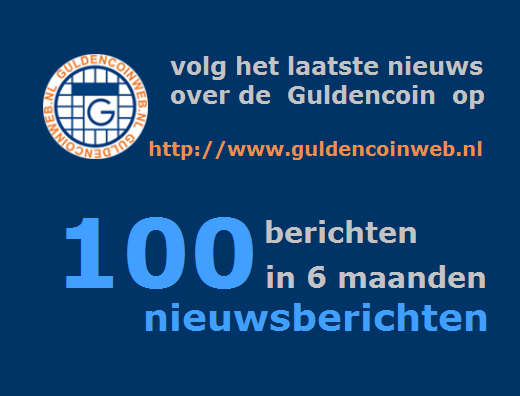 GULDENCOINWEB.NL GULDENCOINWEB.NL
G
volg het laatste nieuws
over de Guldencoin op
http://www.guldencoinweb.nl
100 berichten
in 6 maanden
nieuwsberichten